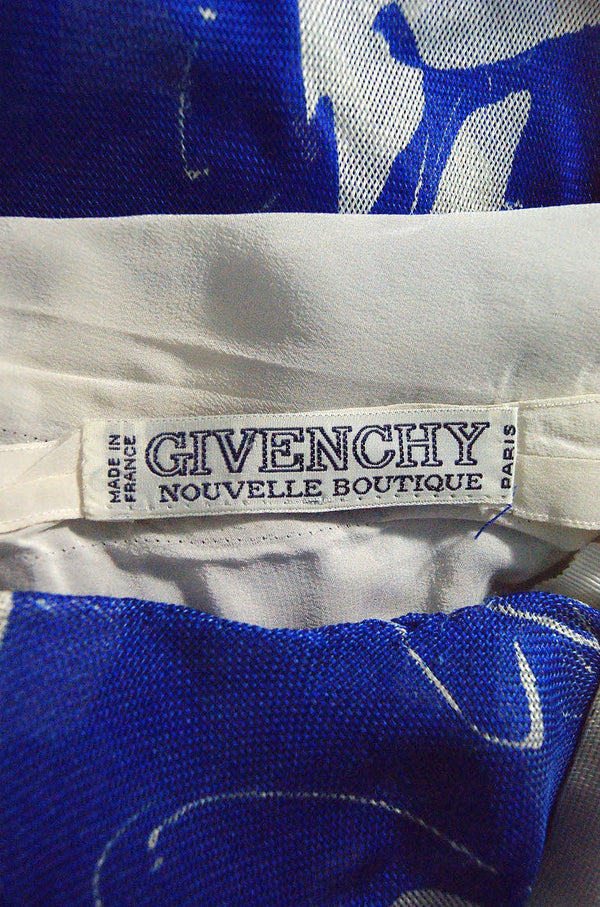 MADE IN
FRANCE
GIVENCHY
NOUVELLE BOUTIQUE
PARIS